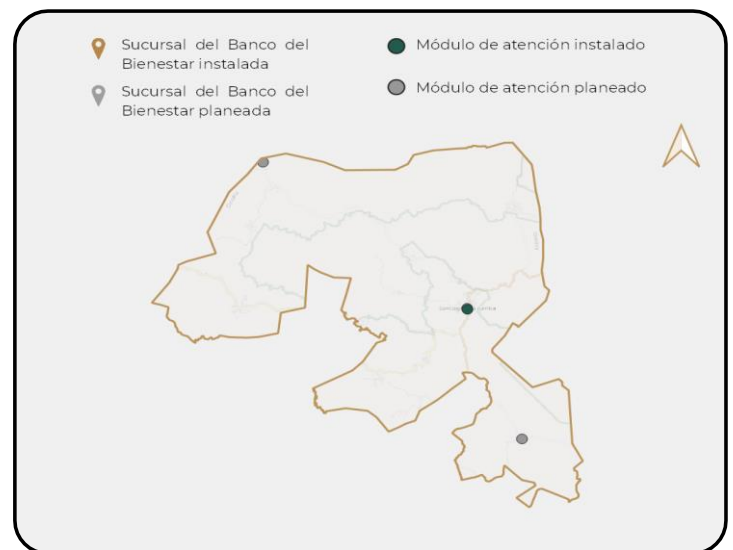 Sucursal del Banco del
Bienestar instalada
Sucursal del Banco del
Bienestar planeada
Módulo de atención instalado
Módulo de atención planeado